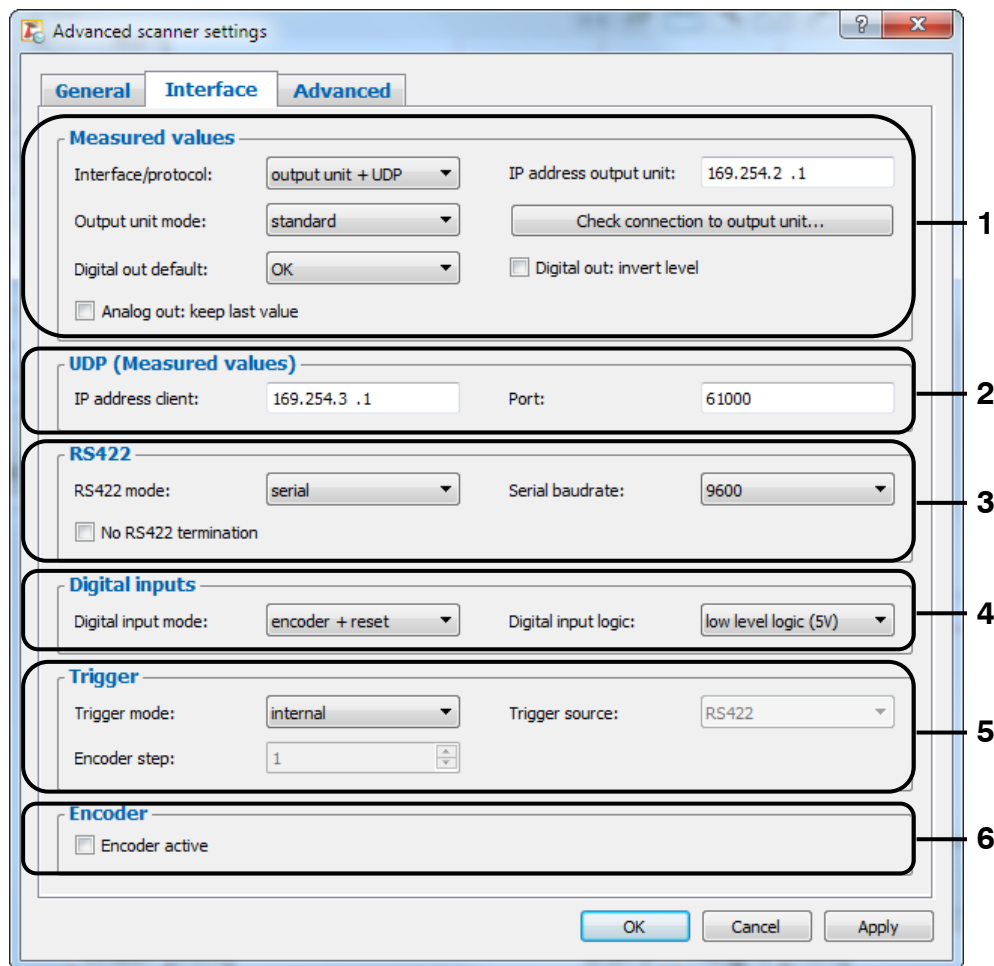 Advanced scanner settings
General Interface Advanced
Measured values
Interface/protocol: output unit + UDP IP address output unit: 169.254.2 .1
Output unit mode: standard Check connection to output unit...
1
Digital out default: OK Digital out: invert level
Analog out: keep last value
UDP (Measured values)
IP address client: 169.254.3 .1 Port: 61000
2
RS422
RS422 mode: serial Serial baudrate: 9600
3
No RS422 termination
Digital inputs
Digital input mode: encoder + reset Digital input logic: low level logic (5V)
4
Trigger
Trigger mode: internal Trigger source: RS422
5
Encoder step: 1
Encoder
Encoder active
6
OK Cancel Apply